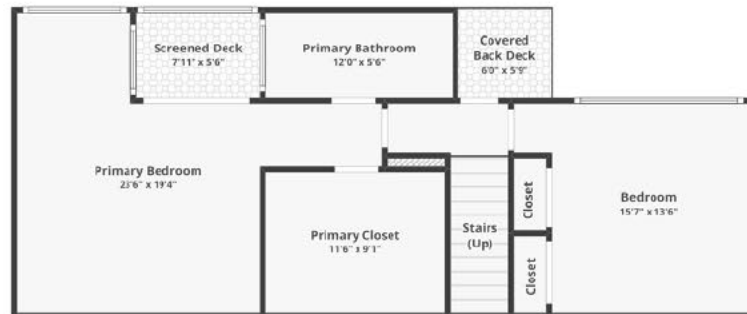 Screened Deck
7'11" x 5'6"
Primary Bathroom
12'0" x 5'6"
Covered
Back Deck
6'0" x 5'9"
Primary Bedroom
23'6" x 19'4"
Primary Closet
11'6" x 9'1"
Stairs
(Up)
Closet
Closet
Bedroom
15'7" x 13'6"